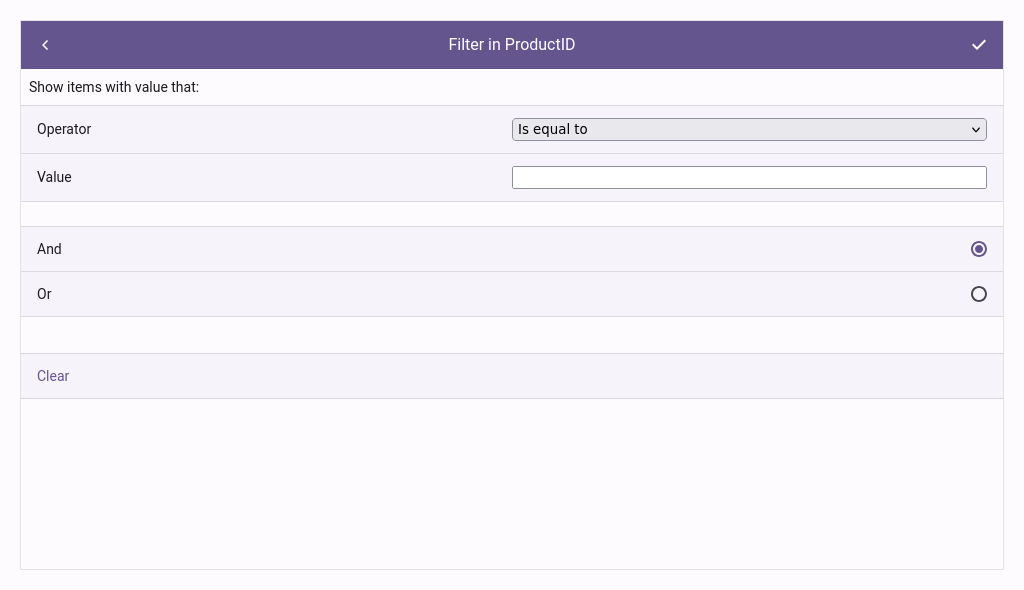 Filter in ProductID
Show items with value that:
Operator
Is equal to
Value
And
Or
Clear